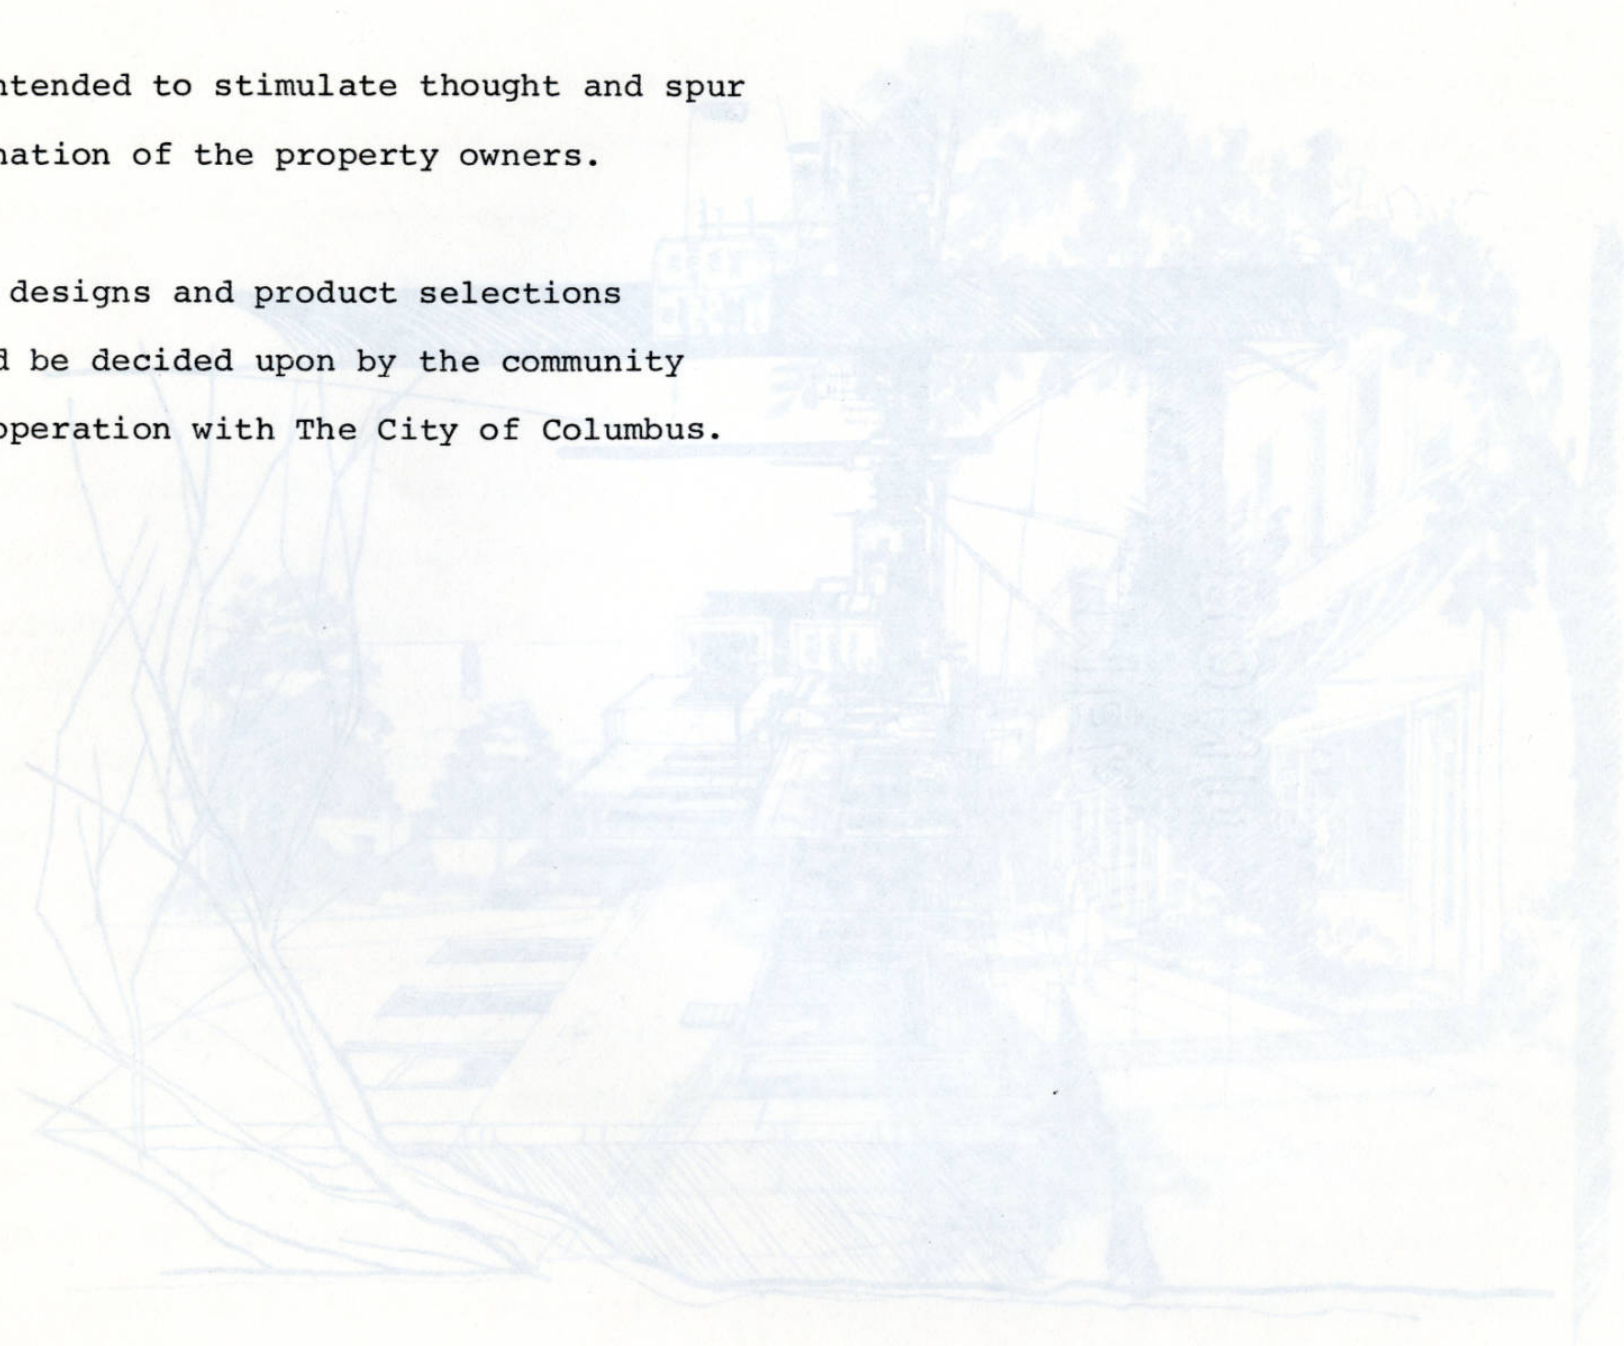 ntended to stimulate thought and spur
nation of the property owners.
designs and product selections
d be decided upon by the community
operation with The City of Columbus.